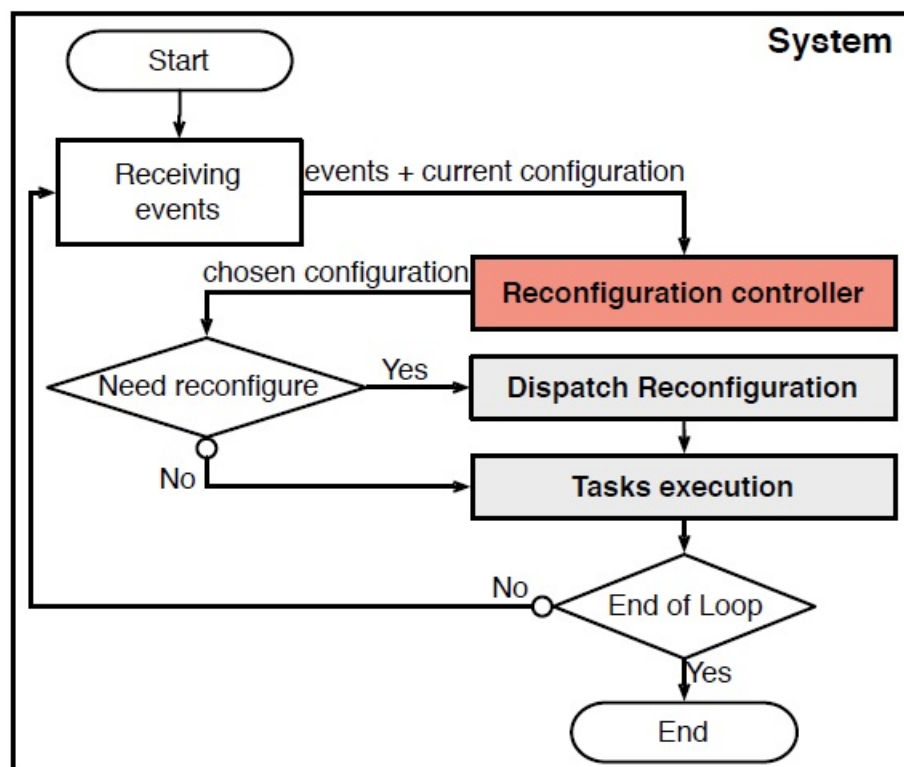 System
Start
Receiving
events
events + current configuration
Reconfiguration controller
chosen configuration
Need reconfigure
Yes
Dispatch Reconfiguration
No
Tasks execution
No
End of Loop
Yes
End